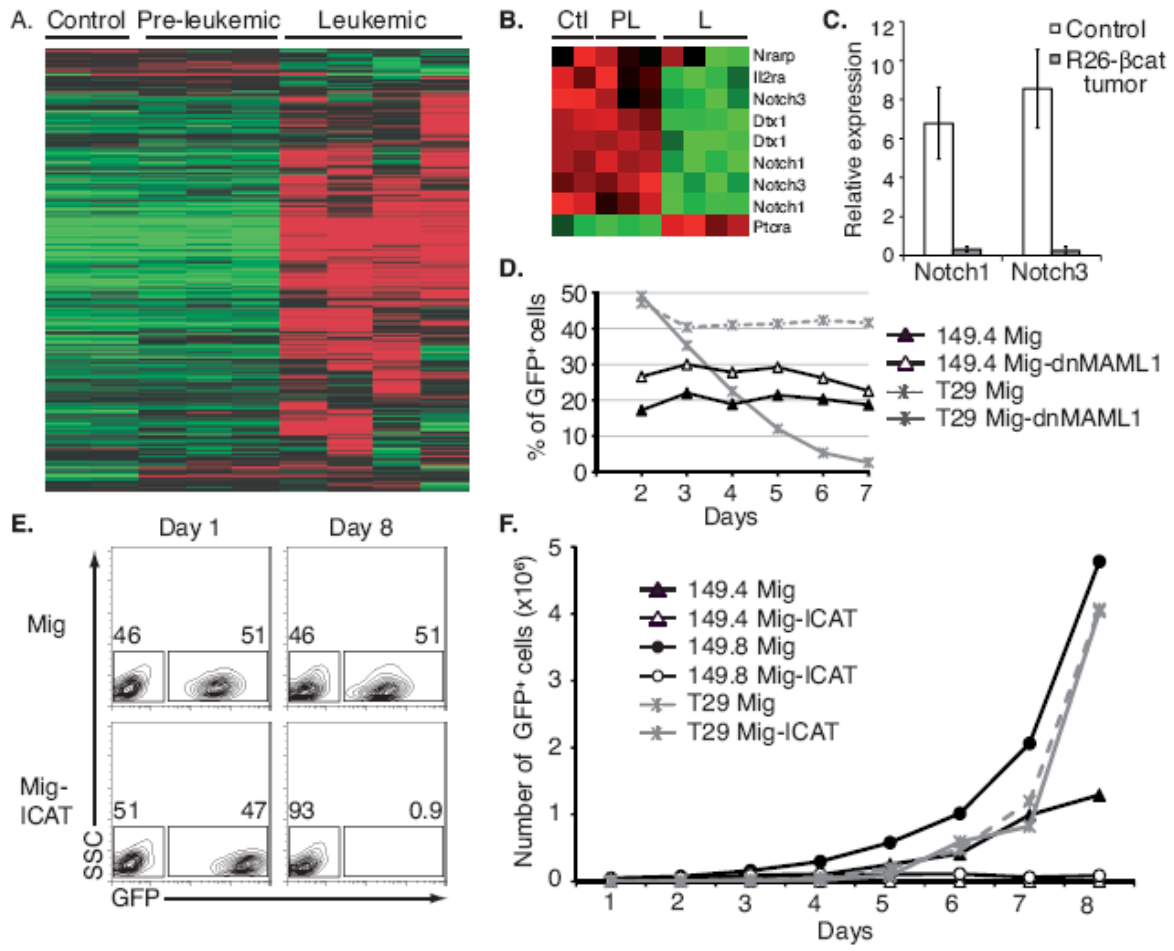 A.
Control Pre-leukemic Leukemic
B.
Ctl PL L
Nrarp
Il2ra
Notch3
Dtx1
Dtx1
Notch1
Notch3
Notch1
Ptcra
C.
Control
R26-βcat
tumor
Relative expression
12
10
8
6
4
2
0
Notch1 Notch3
D.
% of GFP+ cells
50
40
30
20
10
0
2 3 4 5 6 7
Days
149.4 Mig
149.4 Mig-dnMAML1
T29 Mig
T29 Mig-dnMAML1
E.
Day 1 Day 8
Mig
46 51 46 51
Mig-
ICAT
51 47 93 0.9
SSC
GFP
F.
Number of GFP+ cells (x10⁶)
5
4
3
2
1
0
149.4 Mig
149.4 Mig-ICAT
149.8 Mig
149.8 Mig-ICAT
T29 Mig
T29 Mig-ICAT
1 2 3 4 5 6 7 8
Days